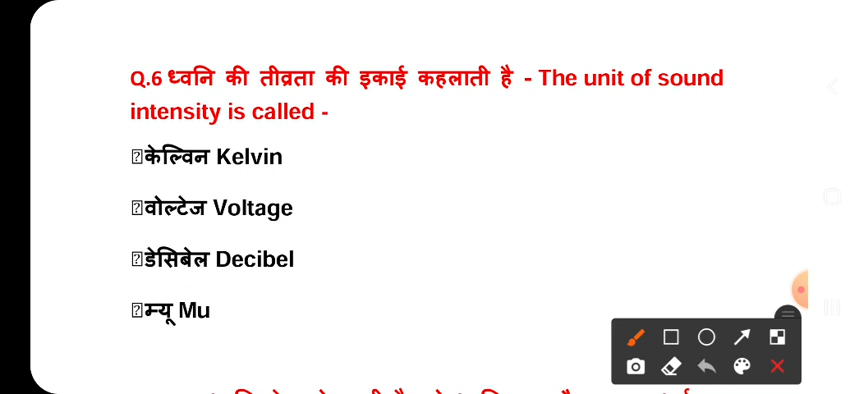 Q.6 ध्वनि की तीव्रता की इकाई कहलाती है - The unit of sound
intensity is called -
केल्विन Kelvin
वोल्टेज Voltage
डेसिबेल Decibel
म्यू Mu